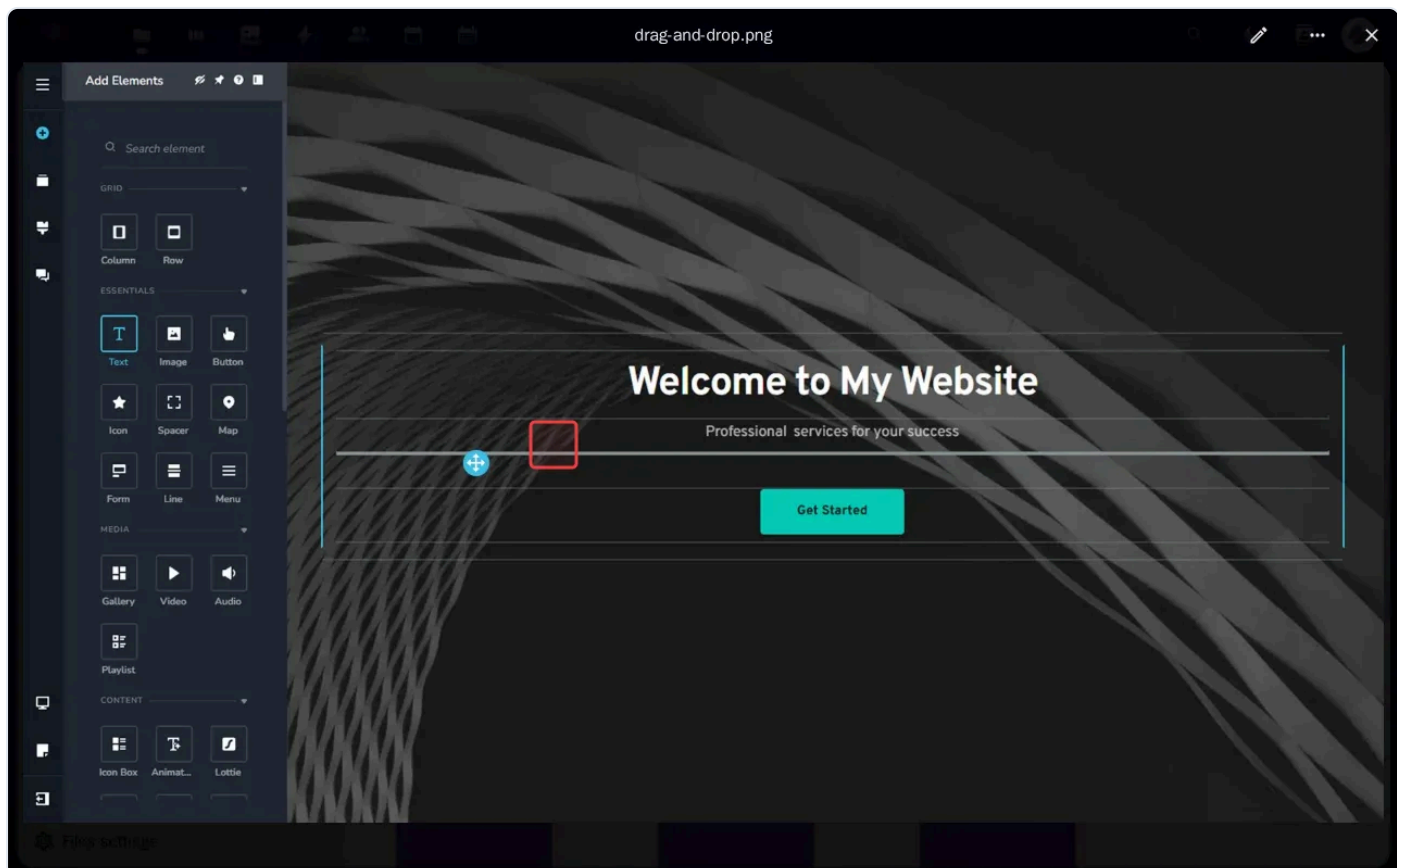 drag-and-drop.png
Add Elements
Search element
GRID
Column Row
ESSENTIALS
Text Image Button
Icon Spacer Map
Form Line Menu
MEDIA
Gallery Video Audio
Playlist
CONTENT
Icon Box Animat... Lottie
Welcome to My Website
Professional services for your success
Get Started